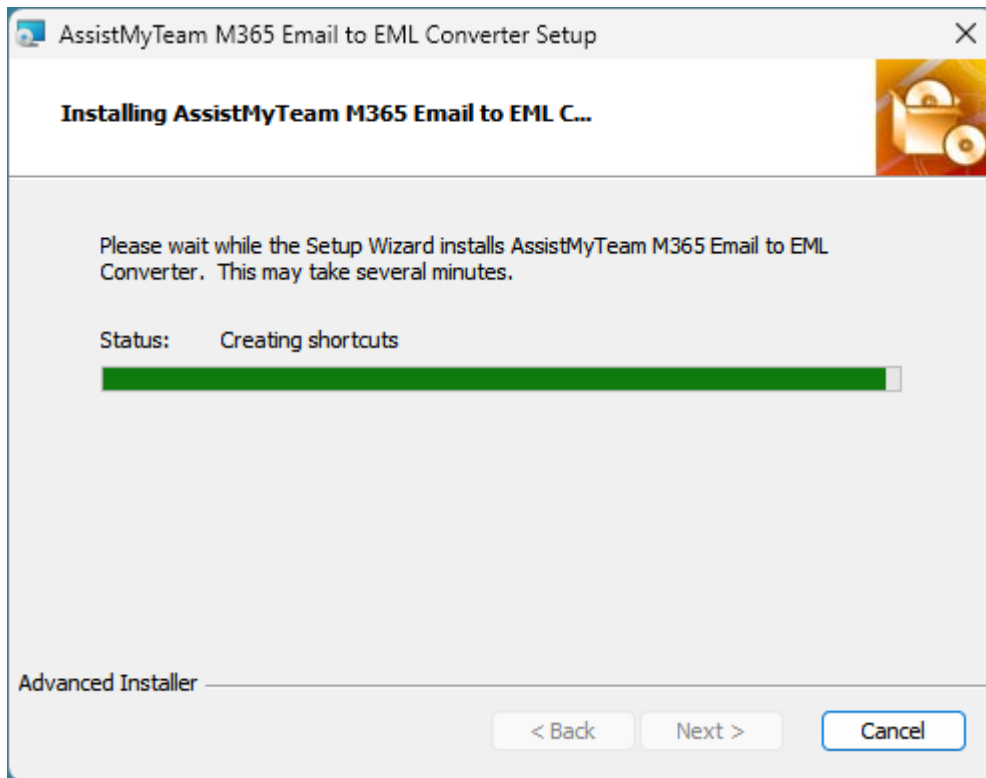 AssistMyTeam M365 Email to EML Converter Setup
Installing AssistMyTeam M365 Email to EML C...
Please wait while the Setup Wizard installs AssistMyTeam M365 Email to EML
Converter.  This may take several minutes.
Status: Creating shortcuts
Advanced Installer
< Back Next > Cancel